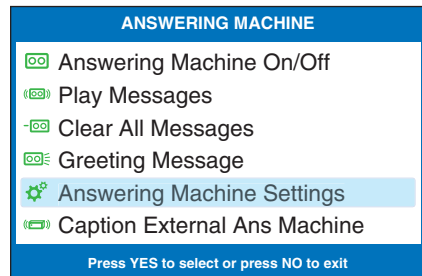 ANSWERING MACHINE
Answering Machine On/Off
Play Messages
Clear All Messages
Greeting Message
Answering Machine Settings
Caption External Ans Machine
Press YES to select or press NO to exit